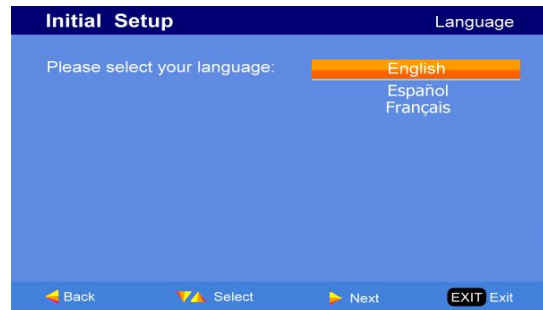 Initial Setup Language
Please select your language: English
Español
Français
Back Select Next EXIT Exit